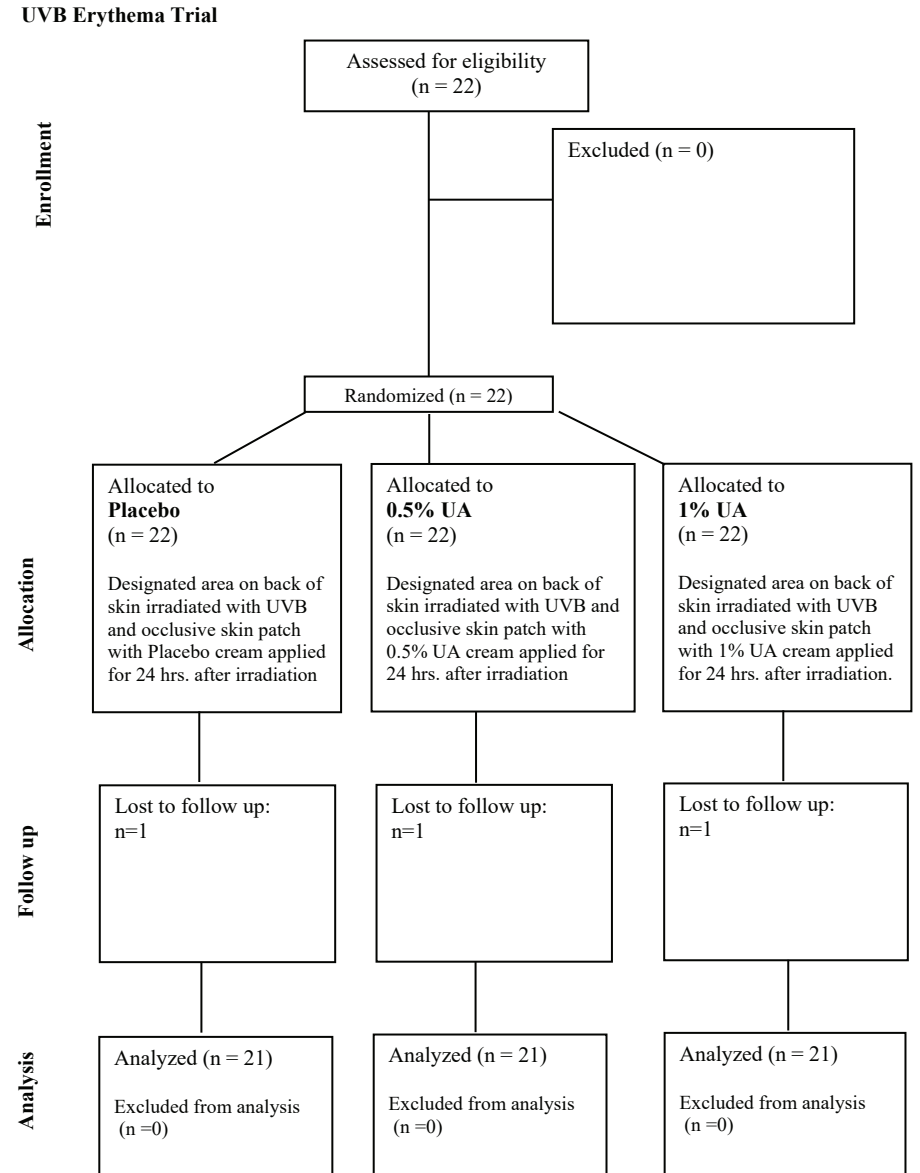 UVB Erythema Trial
Assessed for eligibility
(n = 22)
Enrollment
Excluded (n = 0)
Randomized (n = 22)
Allocation
Allocated to
Placebo
(n = 22)
Designated area on back of
skin irradiated with UVB
and occlusive skin patch
with Placebo cream applied
for 24 hrs. after irradiation
Allocated to
0.5% UA
(n = 22)
Designated area on back of
skin irradiated with UVB and
occlusive skin patch with
0.5% UA cream applied for
24 hrs. after irradiation
Allocated to
1% UA
(n = 22)
Designated area on back of
skin irradiated with UVB
and occlusive skin patch
with 1% UA cream applied
for 24 hrs. after irradiation.
Follow up
Lost to follow up:
n=1
Lost to follow up:
n=1
Lost to follow up:
n=1
Analysis
Analyzed (n = 21)
Excluded from analysis
(n =0)
Analyzed (n = 21)
Excluded from analysis
(n =0)
Analyzed (n = 21)
Excluded from analysis
(n =0)